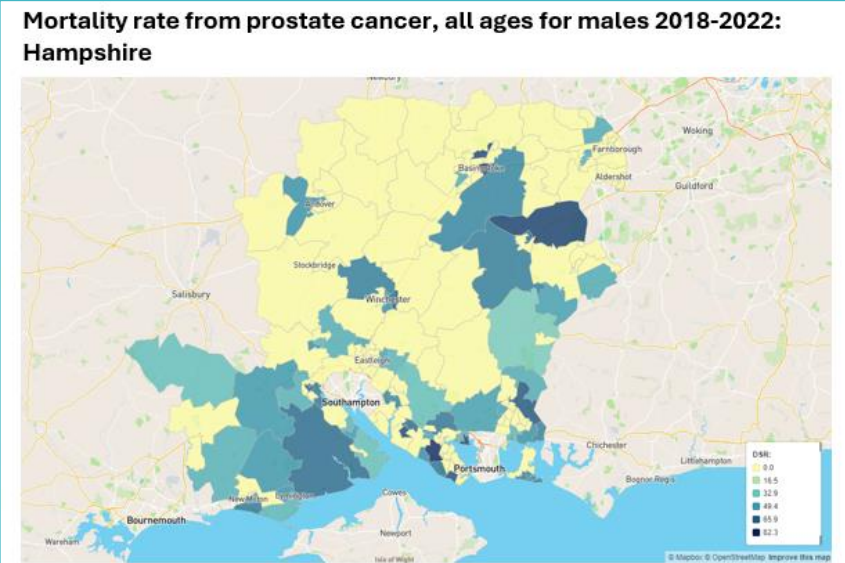 Mortality rate from prostate cancer, all ages for males 2018-2022:
Hampshire
Newbury
Woking
Farnborough
Basingstoke
Aldershot
Guildford
Andover
Stockbridge
Salisbury
Winchester
Eastleigh
Southampton
Chichester
Littlehampton
Portsmouth
Bognor Regis
Cowes
New Milton
Lymington
Bournemouth
Newport
Wareham
Isle of Wight
DSR:
0.0
16.5
32.9
49.4
65.9
82.3
© Mapbox © OpenStreetMap Improve this map